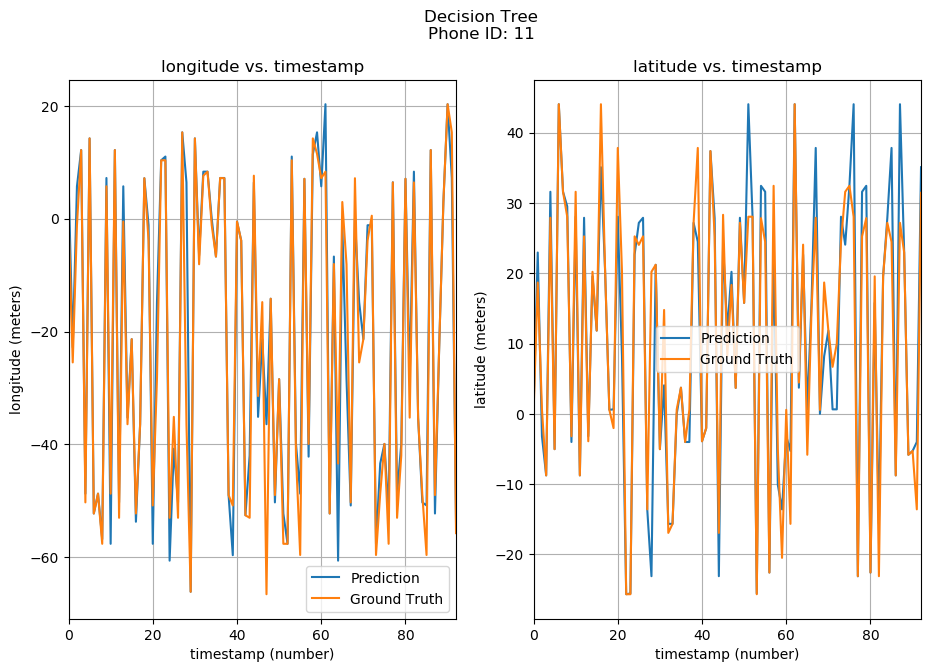 Decision Tree
Phone ID: 11
longitude vs. timestamp
longitude (meters)
20
0
−20
−40
−60
0
20
40
60
80
timestamp (number)
Prediction
Ground Truth
latitude vs. timestamp
latitude (meters)
40
30
20
10
0
−10
−20
0
20
40
60
80
timestamp (number)
Prediction
Ground Truth